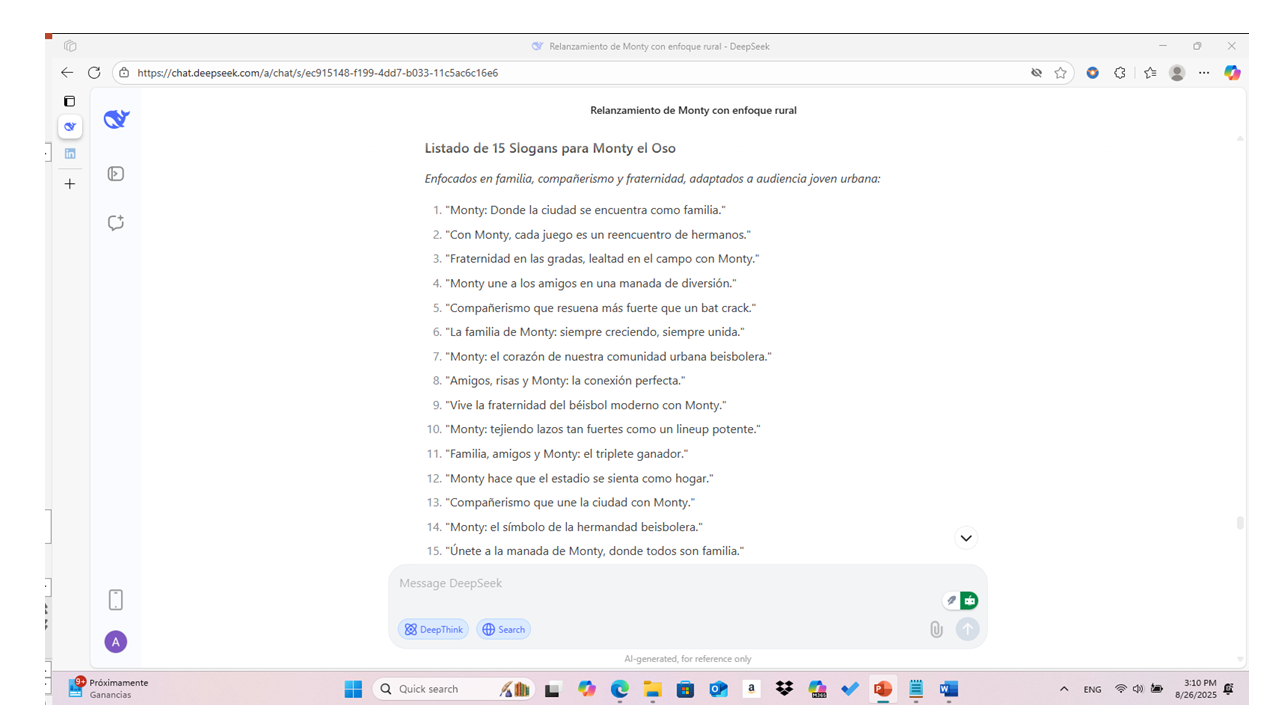 Relanzamiento de Monty con enfoque rural - DeepSeek
https://chat.deepseek.com/a/chat/s/ec915148-f199-4dd7-b033-11c5ac6c16e6
Relanzamiento de Monty con enfoque rural
Listado de 15 Slogans para Monty el Oso
Enfocados en familia, compañerismo y fraternidad, adaptados a audiencia joven urbana:
1. "Monty: Donde la ciudad se encuentra como familia."
2. "Con Monty, cada juego es un reencuentro de hermanos."
3. "Fraternidad en las gradas, lealtad en el campo con Monty."
4. "Monty une a los amigos en una manada de diversión."
5. "Compañerismo que resuena más fuerte que un bat crack."
6. "La familia de Monty: siempre creciendo, siempre unida."
7. "Monty: el corazón de nuestra comunidad urbana beisbolera."
8. "Amigos, risas y Monty: la conexión perfecta."
9. "Vive la fraternidad del béisbol moderno con Monty."
10. "Monty: tejiendo lazos tan fuertes como un lineup potente."
11. "Familia, amigos y Monty: el triplete ganador."
12. "Monty hace que el estadio se sienta como hogar."
13. "Compañerismo que une la ciudad con Monty."
14. "Monty: el símbolo de la hermandad beisbolera."
15. "Únete a la manada de Monty, donde todos son familia."
Message DeepSeek
DeepThink
Search
A
AI-generated, for reference only
9+
Próximamente
Ganancias
Quick search
a
M365
ENG
3:10 PM
8/26/2025